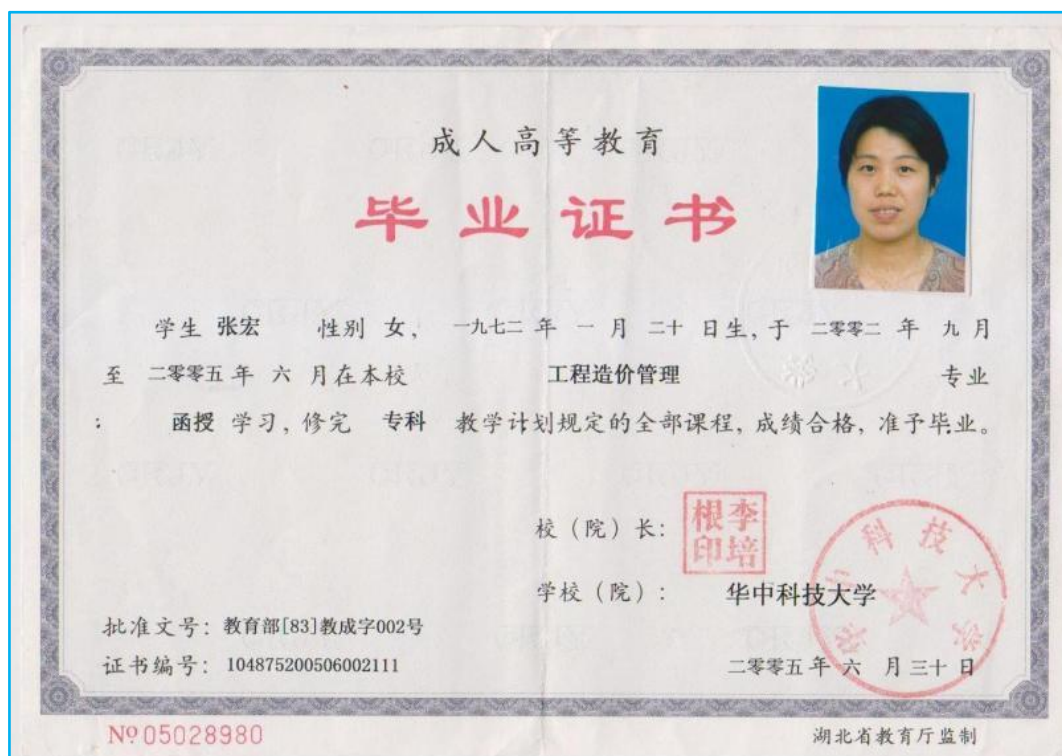 成人高等教育
毕业证书
学生 张宏 性别 女, 一九七二 年 一 月 二十 日生, 于 二零零二 年 九 月
至 二零零五 年 六 月在本校 工程造价管理 专业
: 函授 学习, 修完 专科 教学计划规定的全部课程, 成绩合格, 准予毕业。
校（院）长: 李培根印
学校（院）: 华中科技大学
华中科技大学
批准文号: 教育部[83]教成字002号
证书编号: 104875200506002111
二零零五 年 六 月 三十 日
№ 05028980
湖北省教育厅监制